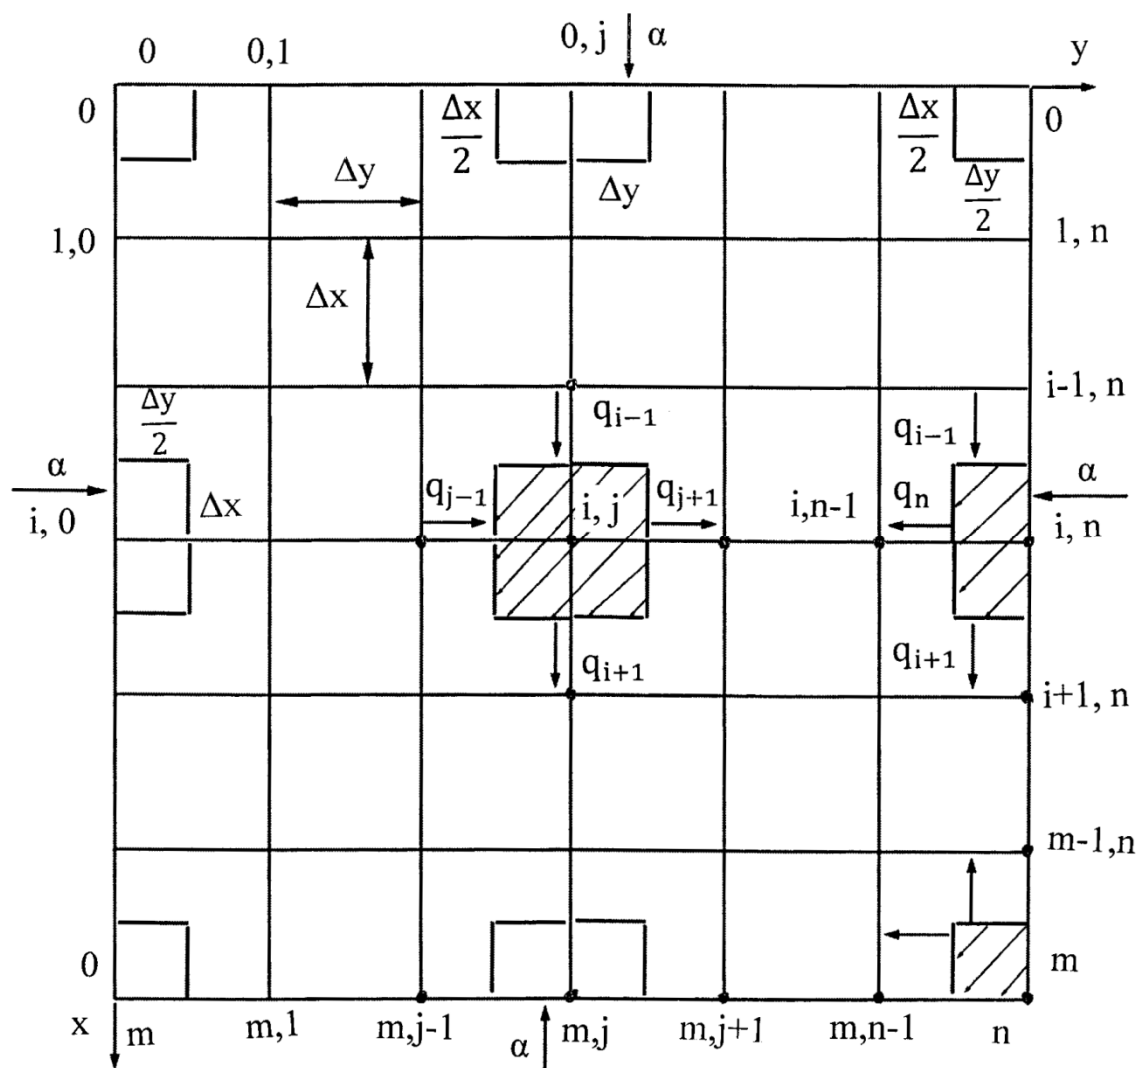 0 0,1 0, j α y
0 Δx/2 Δx/2 0
Δy Δy Δy/2
1,0 1, n
Δx
Δy/2 i-1, n
q_{i-1} q_{i-1}
α q_{j-1} i, j q_{j+1} i,n-1 q_n α
i, 0 Δx i, n
q_{i+1} q_{i+1}
i+1, n
m-1,n
0 m
x m m,1 m,j-1 α m,j m,j+1 m,n-1 n